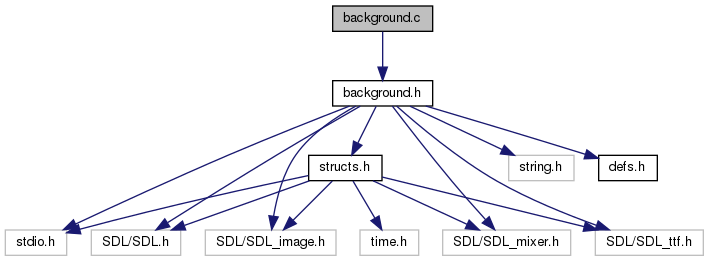 background.c
background.h
structs.h
string.h
defs.h
stdio.h
SDL/SDL.h
SDL/SDL_image.h
time.h
SDL/SDL_mixer.h
SDL/SDL_ttf.h